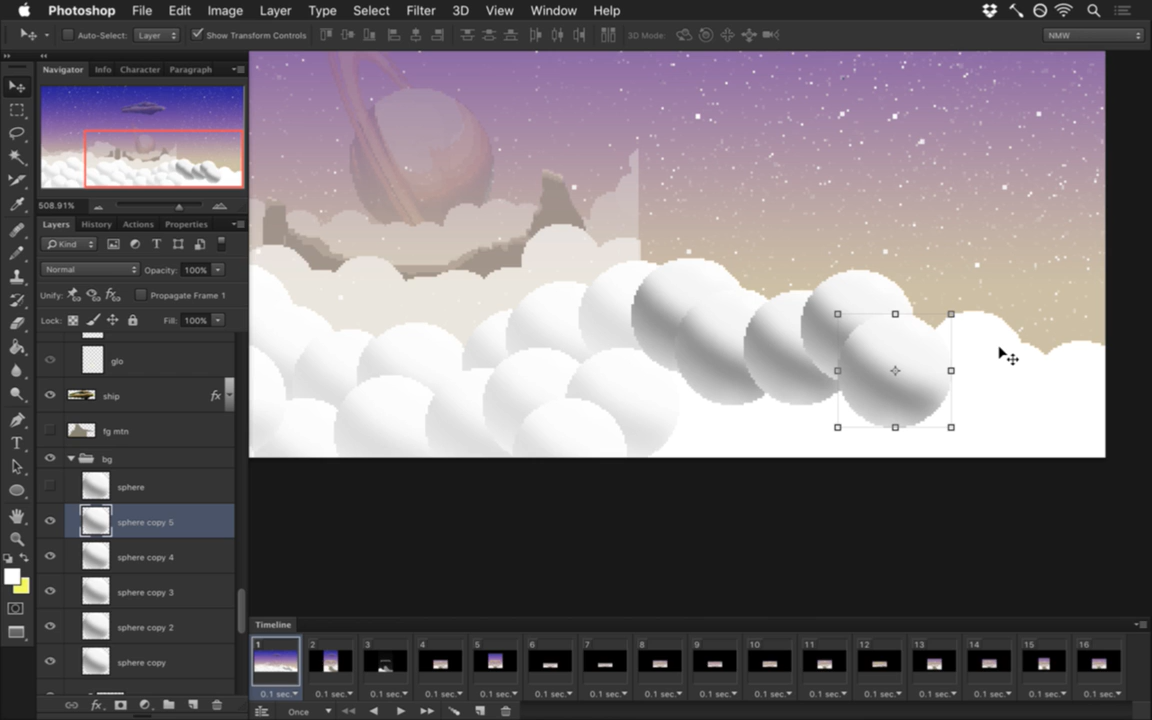 Photoshop File Edit Image Layer Type Select Filter 3D View Window Help
Auto-Select: Layer Show Transform Controls 3D Mode: NMW
Navigator Info Character Paragraph
508.91%
Layers History Actions Properties
Kind
Normal Opacity: 100%
Unify: Propagate Frame 1
Lock: Fill: 100%
glo
ship fx
fg mtn
bg
sphere
sphere copy 5
sphere copy 4
sphere copy 3
sphere copy 2
sphere copy
fx
Timeline
1 2 3 4 5 6 7 8 9 10 11 12 13 14 15 16
0.1 sec. 0.1 sec. 0.1 sec. 0.1 sec. 0.1 sec. 0.1 sec. 0.1 sec. 0.1 sec. 0.1 sec. 0.1 sec. 0.1 sec. 0.1 sec. 0.1 sec. 0.1 sec. 0.1 sec. 0.1 sec.
Once